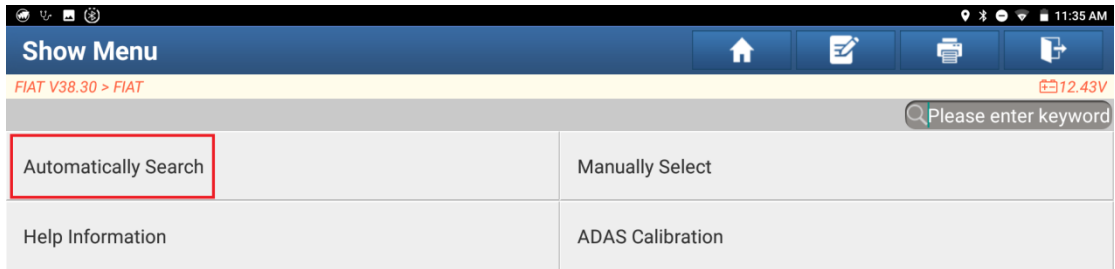 11:35 AM
Show Menu
FIAT V38.30 > FIAT
12.43V
Please enter keyword
Automatically Search
Manually Select
Help Information
ADAS Calibration